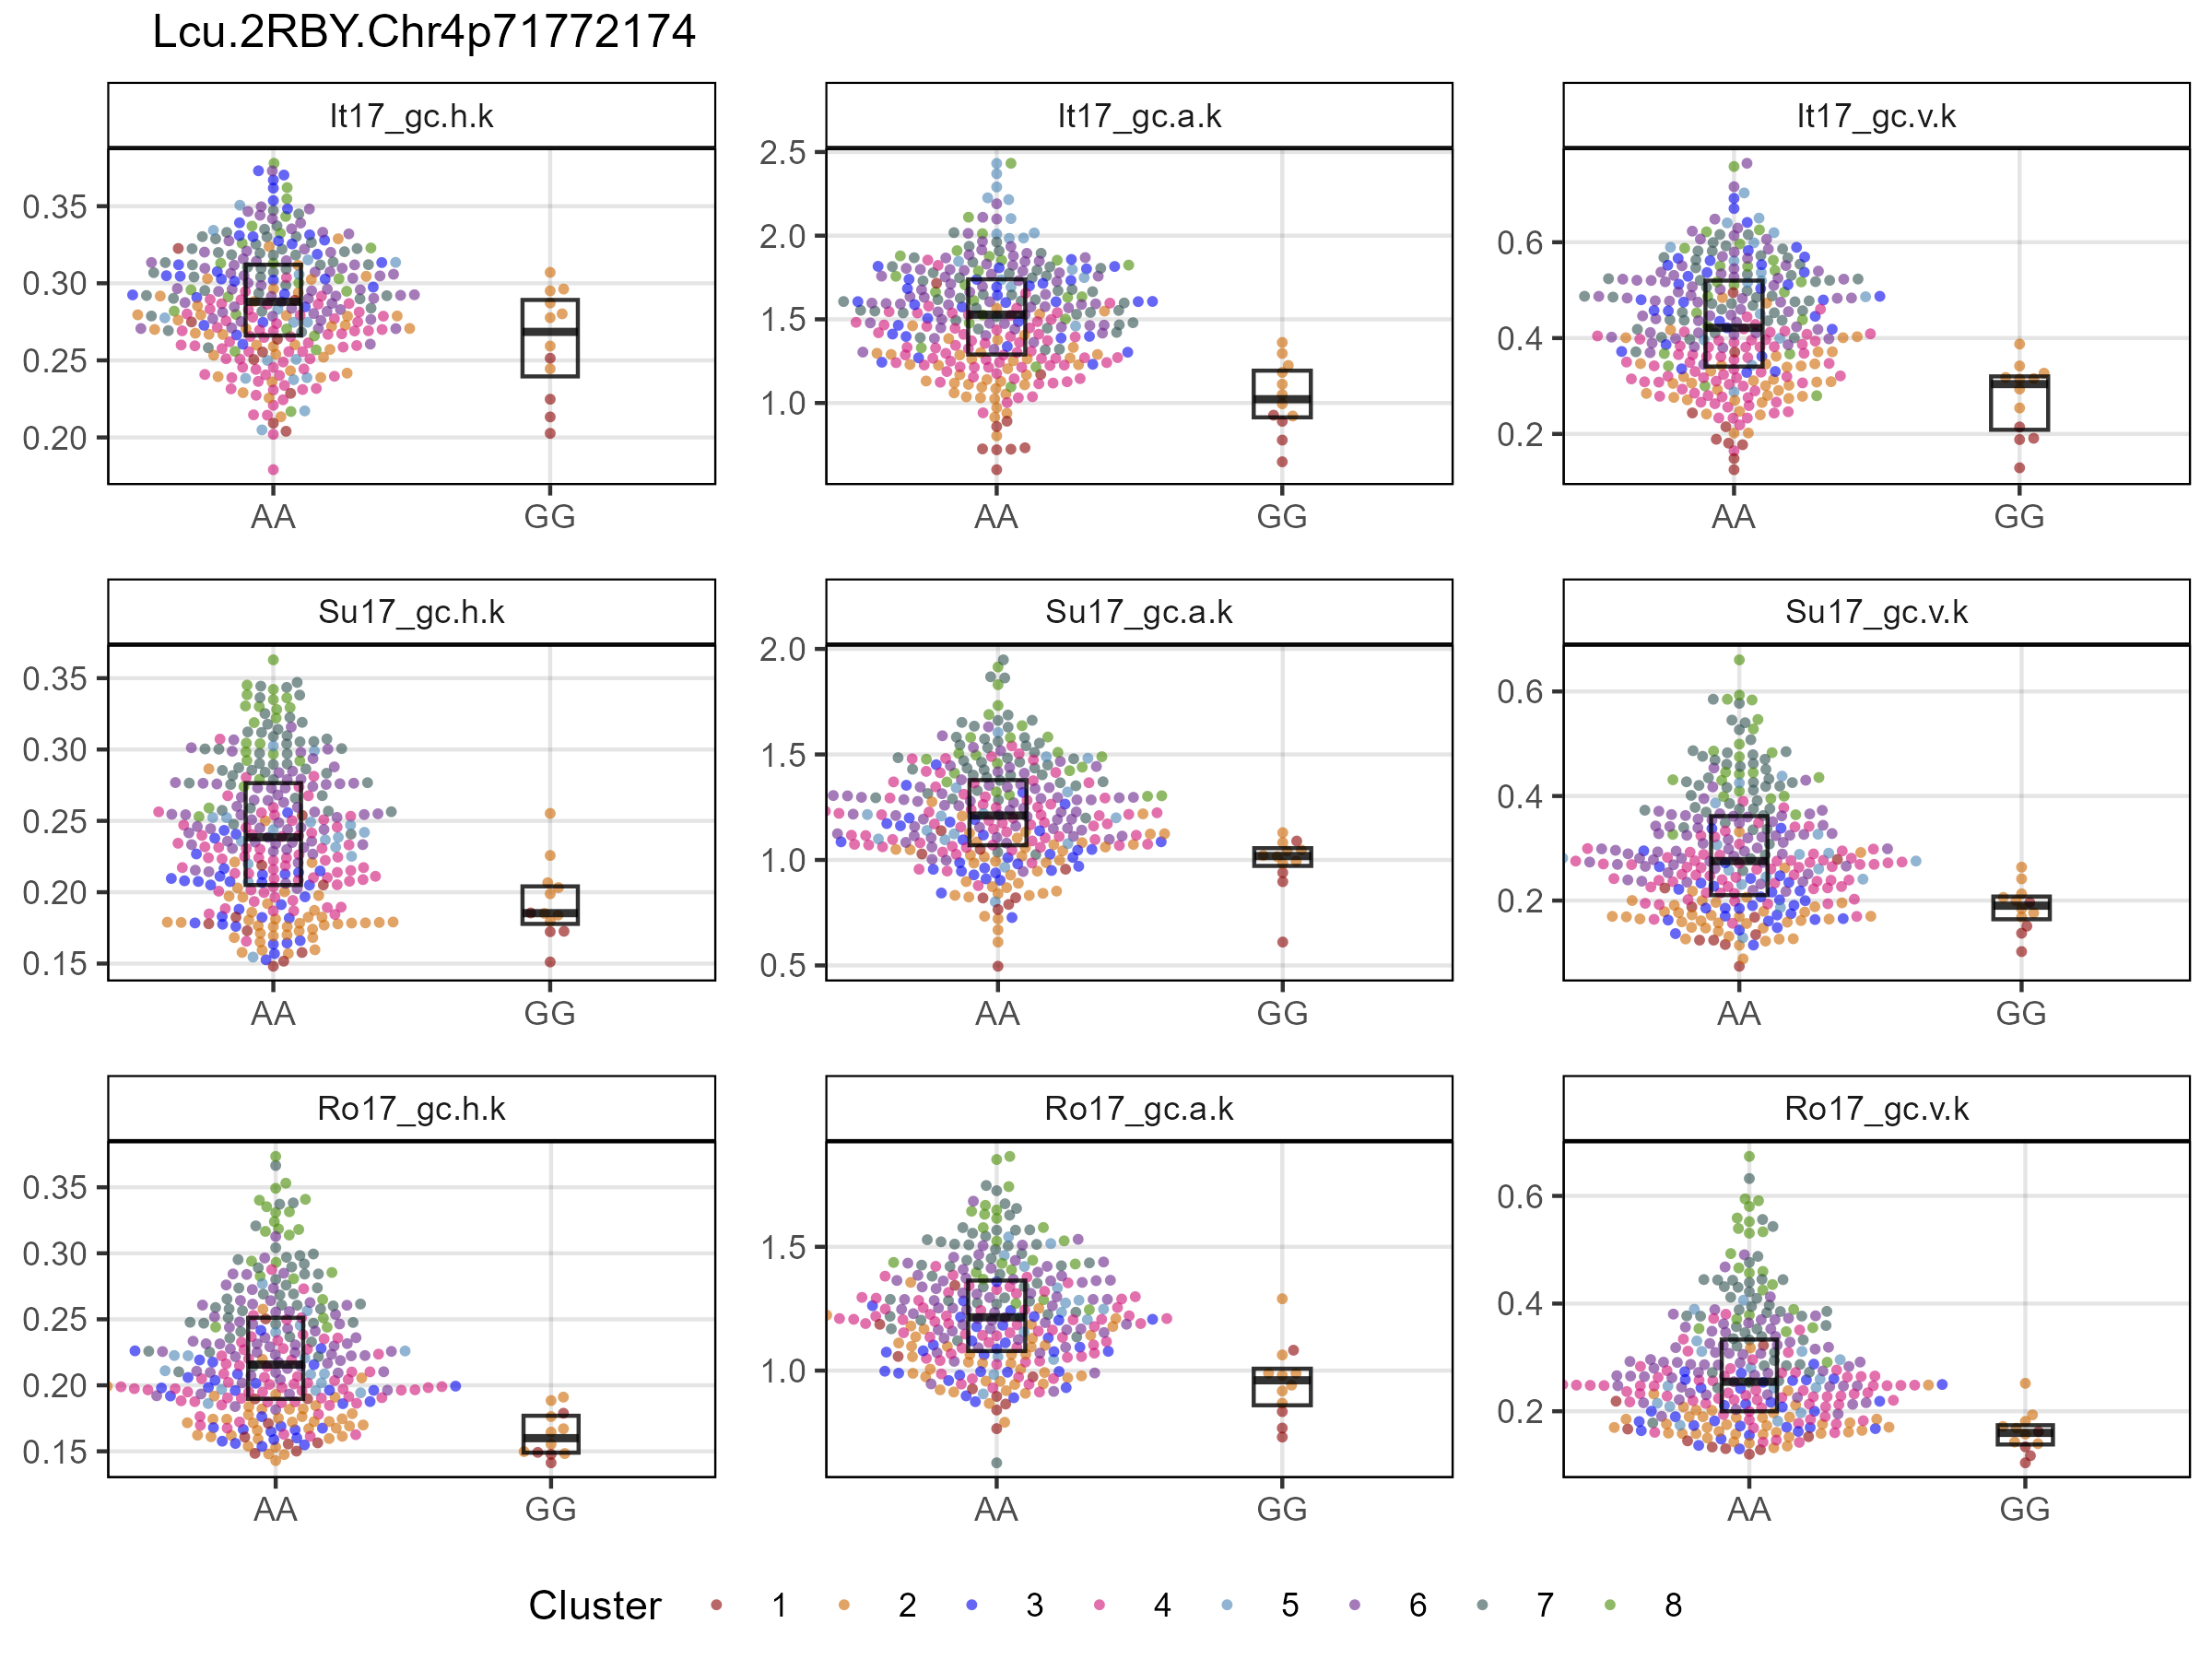 Lcu.2RBY.Chr4p71772174
It17_gc.h.k
It17_gc.a.k
It17_gc.v.k
0.35
0.30
0.25
0.20
AA
GG
2.5
2.0
1.5
1.0
AA
GG
0.6
0.4
0.2
AA
GG
Su17_gc.h.k
Su17_gc.a.k
Su17_gc.v.k
0.35
0.30
0.25
0.20
0.15
AA
GG
2.0
1.5
1.0
0.5
AA
GG
0.6
0.4
0.2
AA
GG
Ro17_gc.h.k
Ro17_gc.a.k
Ro17_gc.v.k
0.35
0.30
0.25
0.20
0.15
AA
GG
1.5
1.0
AA
GG
0.6
0.4
0.2
AA
GG
Cluster 1 2 3 4 5 6 7 8